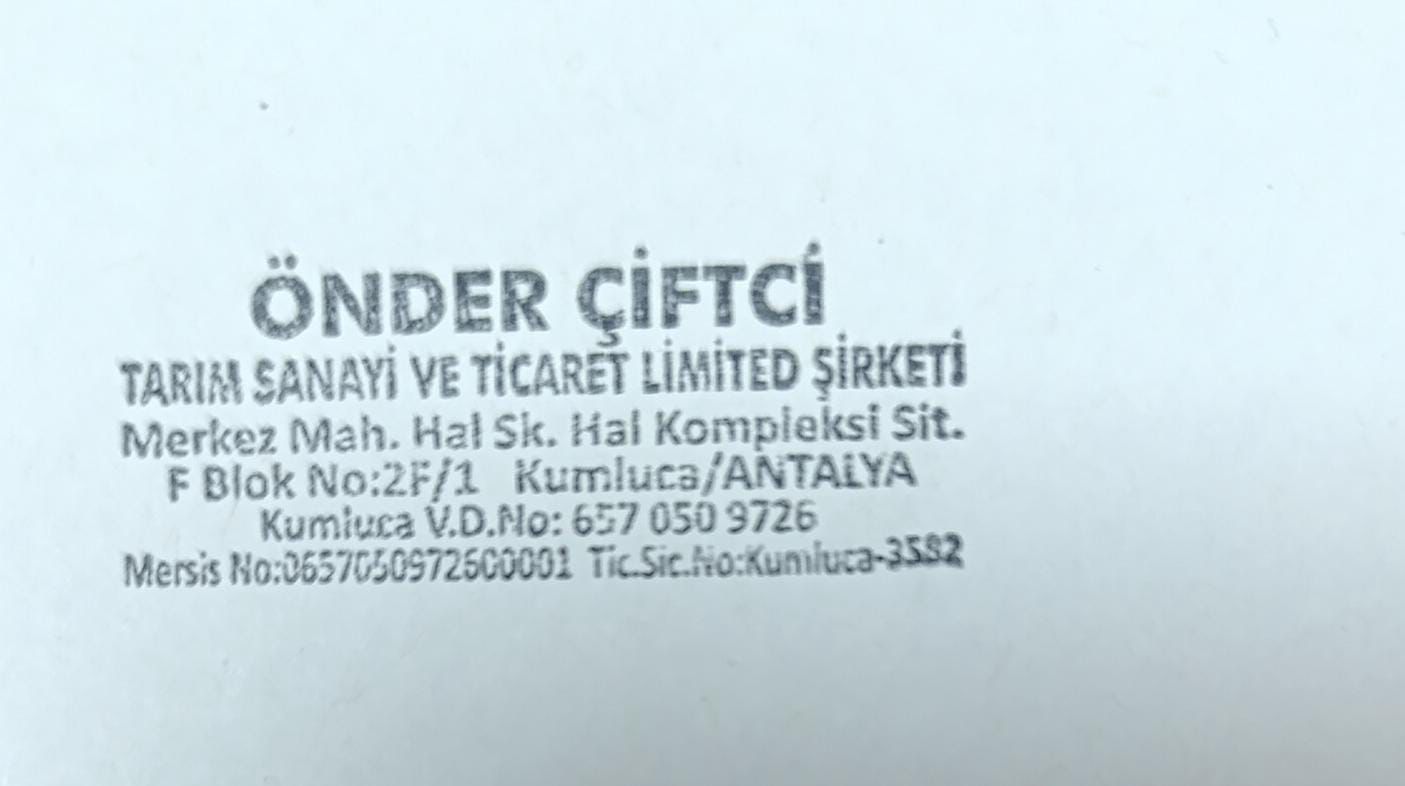 ÖNDER ÇİFTCİ
TARIM SANAYİ VE TİCARET LİMİTED ŞİRKETİ
Merkez Mah. Hal Sk. Hal Kompleksi Sit.
F Blok No:2F/1 Kumluca/ANTALYA
Kumluca V.D.No: 657 050 9726
Mersis No:0657050972600001 Tic.Sic.No:Kumluca-3582